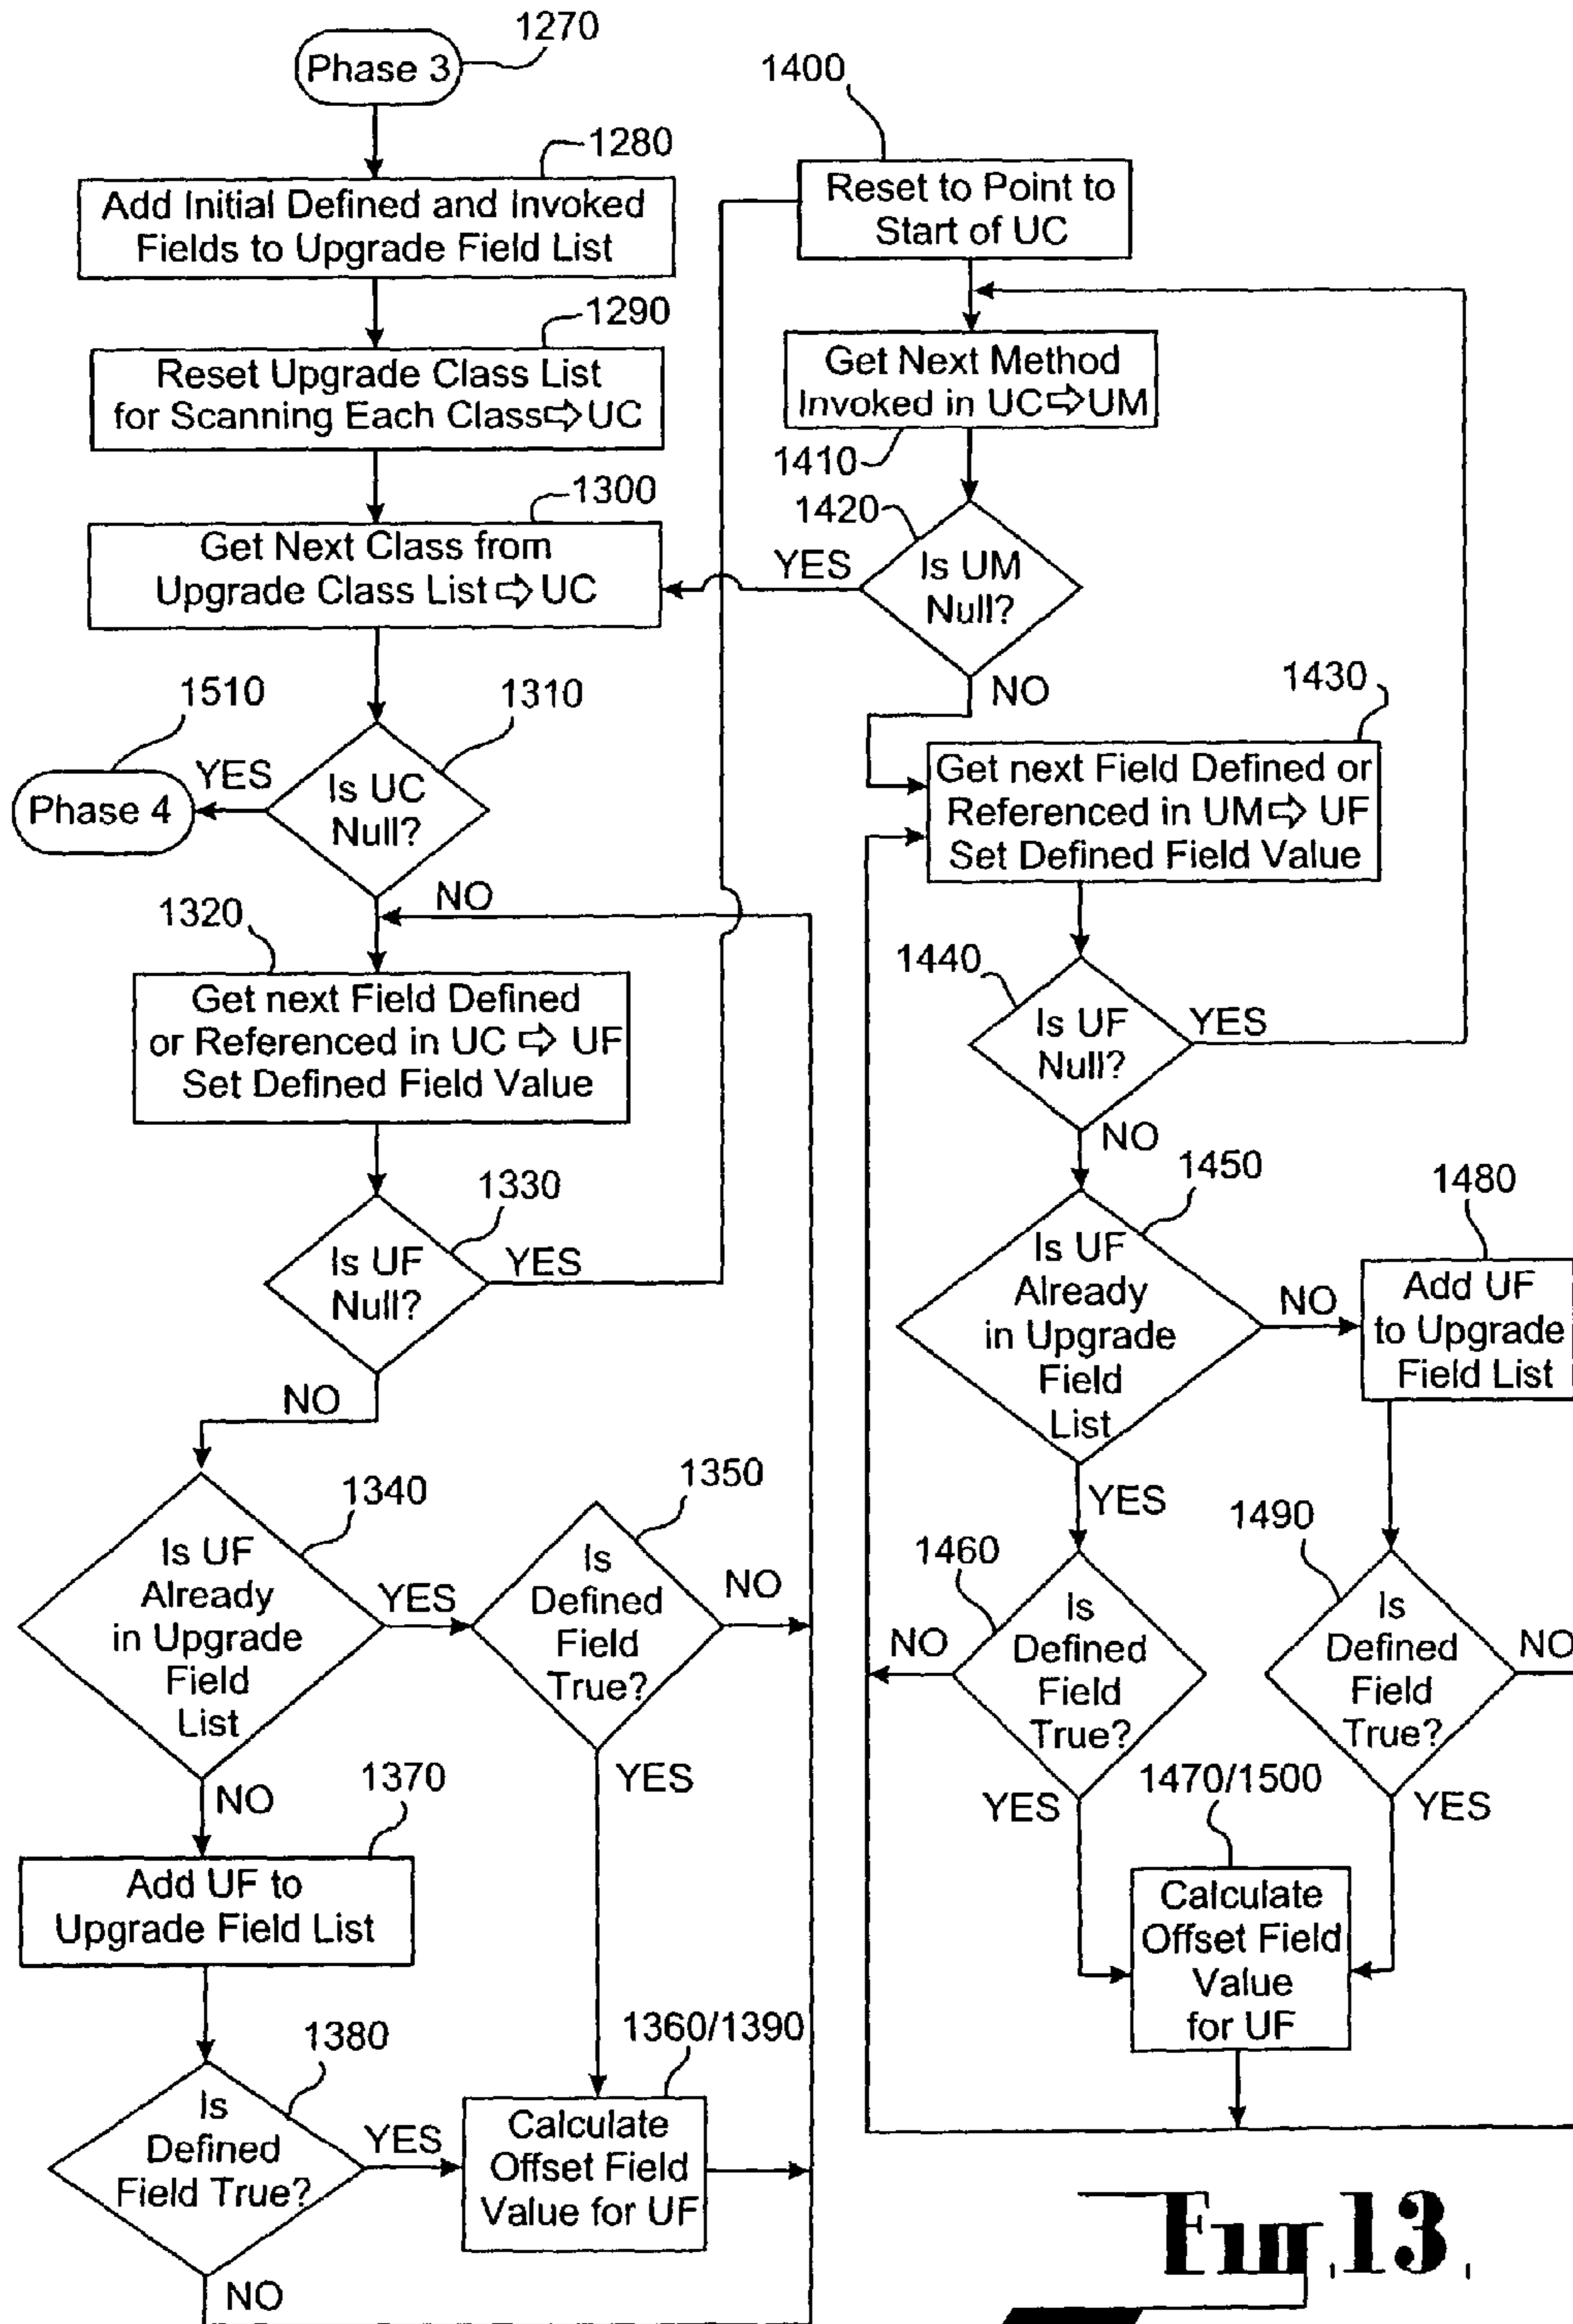 1270
Phase 3
1280
Add Initial Defined and Invoked
Fields to Upgrade Field List
1290
Reset Upgrade Class List
for Scanning Each Class⇨UC
1300
Get Next Class from
Upgrade Class List⇨UC
1510
1310
YES
Phase 4
Is UC
Null?
NO
1320
Get next Field Defined
or Referenced in UC ⇨ UF
Set Defined Field Value
1330
Is UF
Null?
YES
NO
1340
Is UF
Already
in Upgrade
Field
List
YES
1350
Is
Defined
Field
True?
NO
YES
NO
1370
Add UF to
Upgrade Field List
1380
Is
Defined
Field True?
YES
1360/1390
Calculate
Offset Field
Value for UF
NO
1400
Reset to Point to
Start of UC
Get Next Method
Invoked in UC⇨UM
1410
1420
YES
Is UM
Null?
NO
1430
Get next Field Defined or
Referenced in UM⇨ UF
Set Defined Field Value
1440
Is UF
Null?
YES
NO
1450
Is UF
Already
in Upgrade
Field
List
NO
1480
Add UF
to Upgrade
Field List
YES
1460
Is
Defined
Field
True?
NO
YES
1490
Is
Defined
Field
True?
NO
YES
1470/1500
Calculate
Offset Field
Value
for UF
Fig.13.